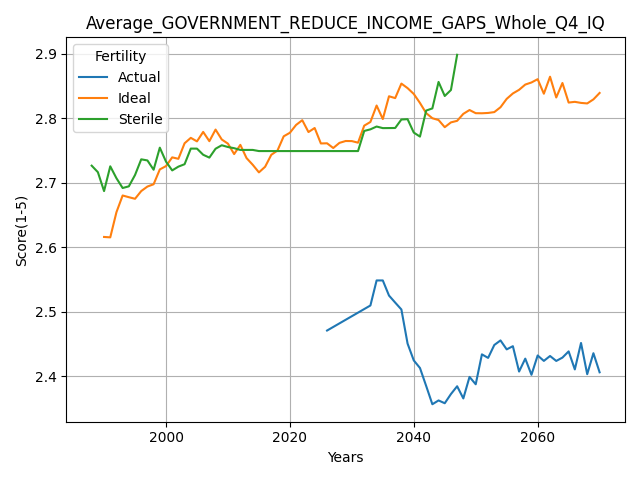 Average_GOVERNMENT_REDUCE_INCOME_GAPS_Whole_Q4_IQ
Fertility
Actual
Ideal
Sterile
Score(1-5)
2.9
2.8
2.7
2.6
2.5
2.4
2000
2020
2040
2060
Years